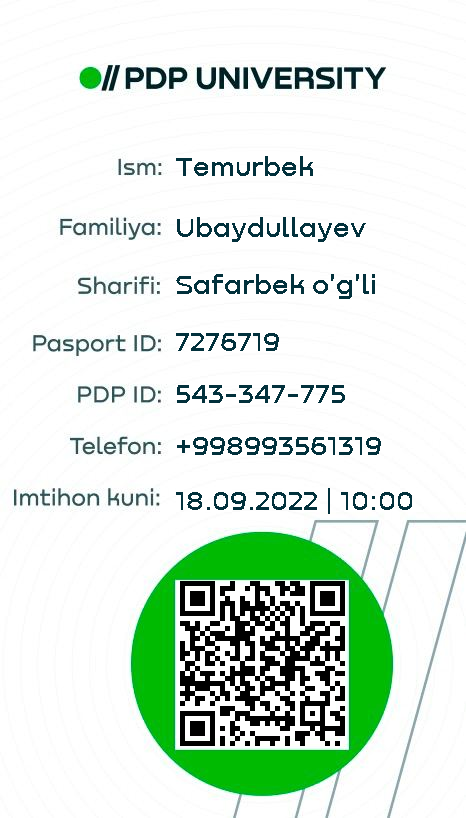 PDP UNIVERSITY
Ism: Temurbek
Familiya: Ubaydullayev
Sharifi: Safarbek o'g'li
Pasport ID: 7276719
PDP ID: 543-347-775
Telefon: +998993561319
Imtihon kuni: 18.09.2022 | 10:00